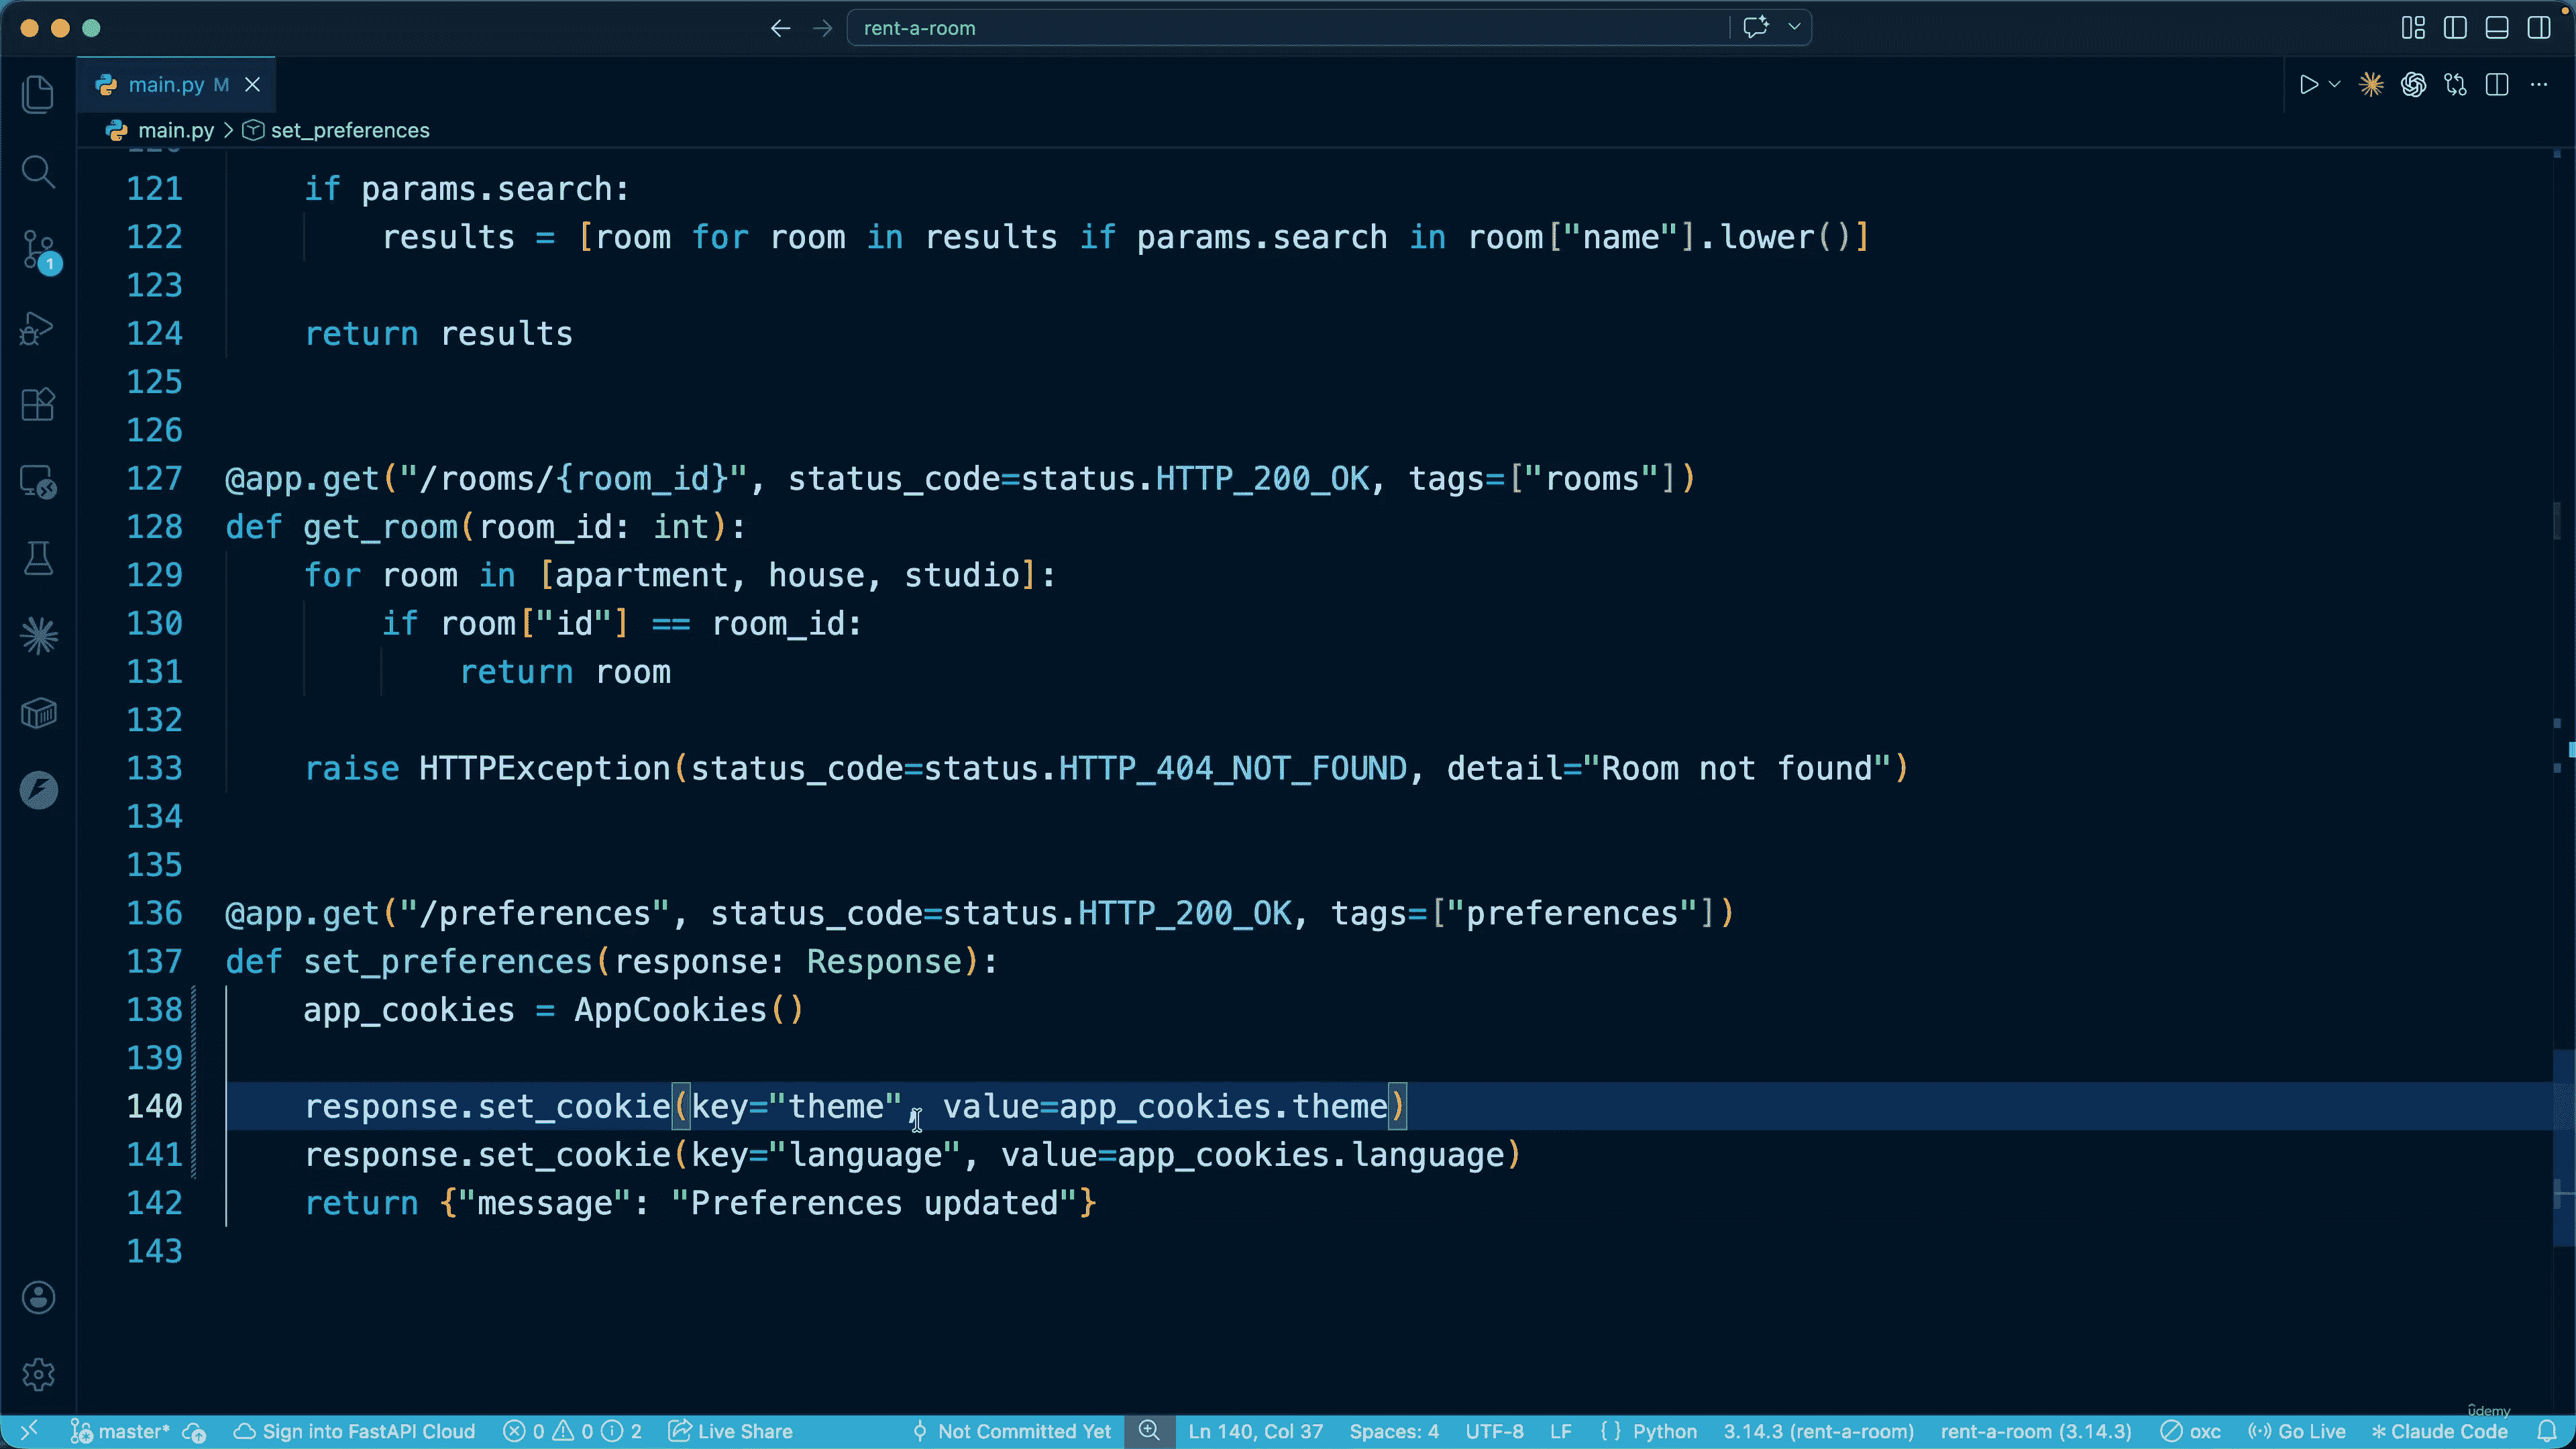 rent-a-room
main.py M
main.py > set_preferences
121 if params.search:
122 results = [room for room in results if params.search in room["name"].lower()]
123
124 return results
125
126
127 @app.get("/rooms/{room_id}", status_code=status.HTTP_200_OK, tags=["rooms"])
128 def get_room(room_id: int):
129 for room in [apartment, house, studio]:
130 if room["id"] == room_id:
131 return room
132
133 raise HTTPException(status_code=status.HTTP_404_NOT_FOUND, detail="Room not found")
134
135
136 @app.get("/preferences", status_code=status.HTTP_200_OK, tags=["preferences"])
137 def set_preferences(response: Response):
138 app_cookies = AppCookies()
139
140 response.set_cookie(key="theme", value=app_cookies.theme)
141 response.set_cookie(key="language", value=app_cookies.language)
142 return {"message": "Preferences updated"}
143
1
ûdemy
master* Sign into FastAPI Cloud 0 0 2 Live Share Not Committed Yet Ln 140, Col 37 Spaces: 4 UTF-8 LF { } Python 3.14.3 (rent-a-room) rent-a-room (3.14.3) oxc Go Live Claude Code